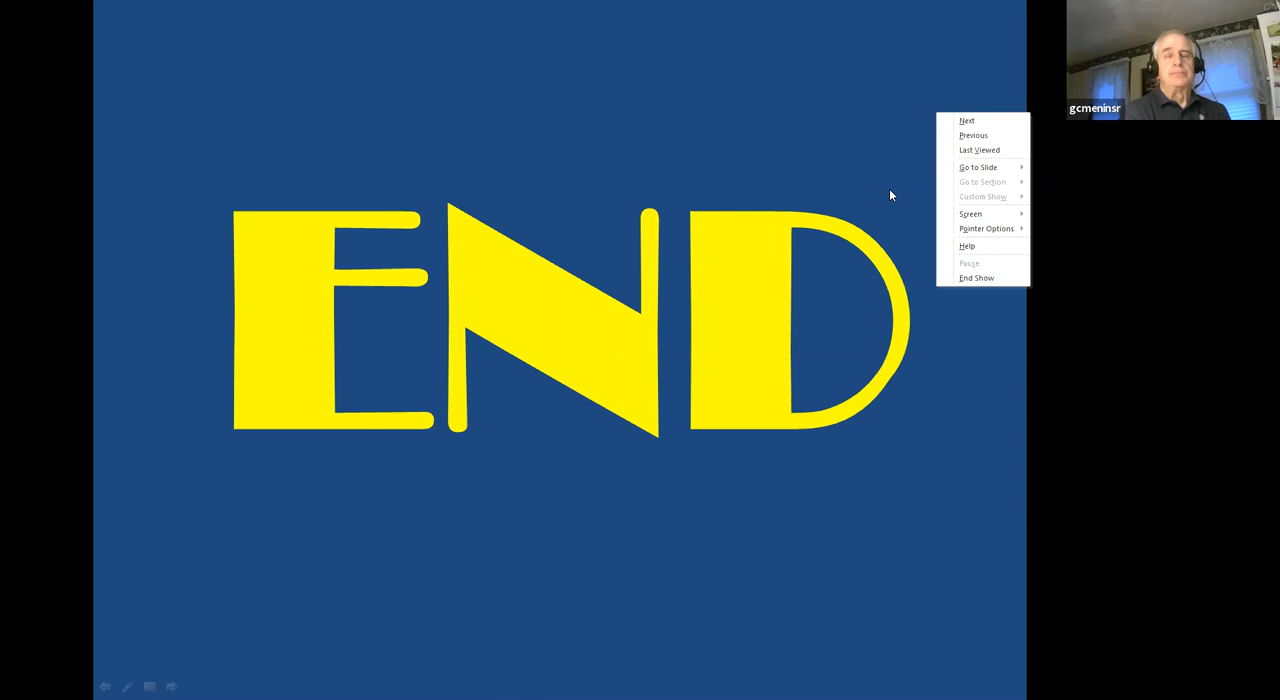 END
gcmeninsr
Next
Previous
Last Viewed
Go to Slide
Go to Section
Custom Show
Screen
Pointer Options
Help
Pause
End Show